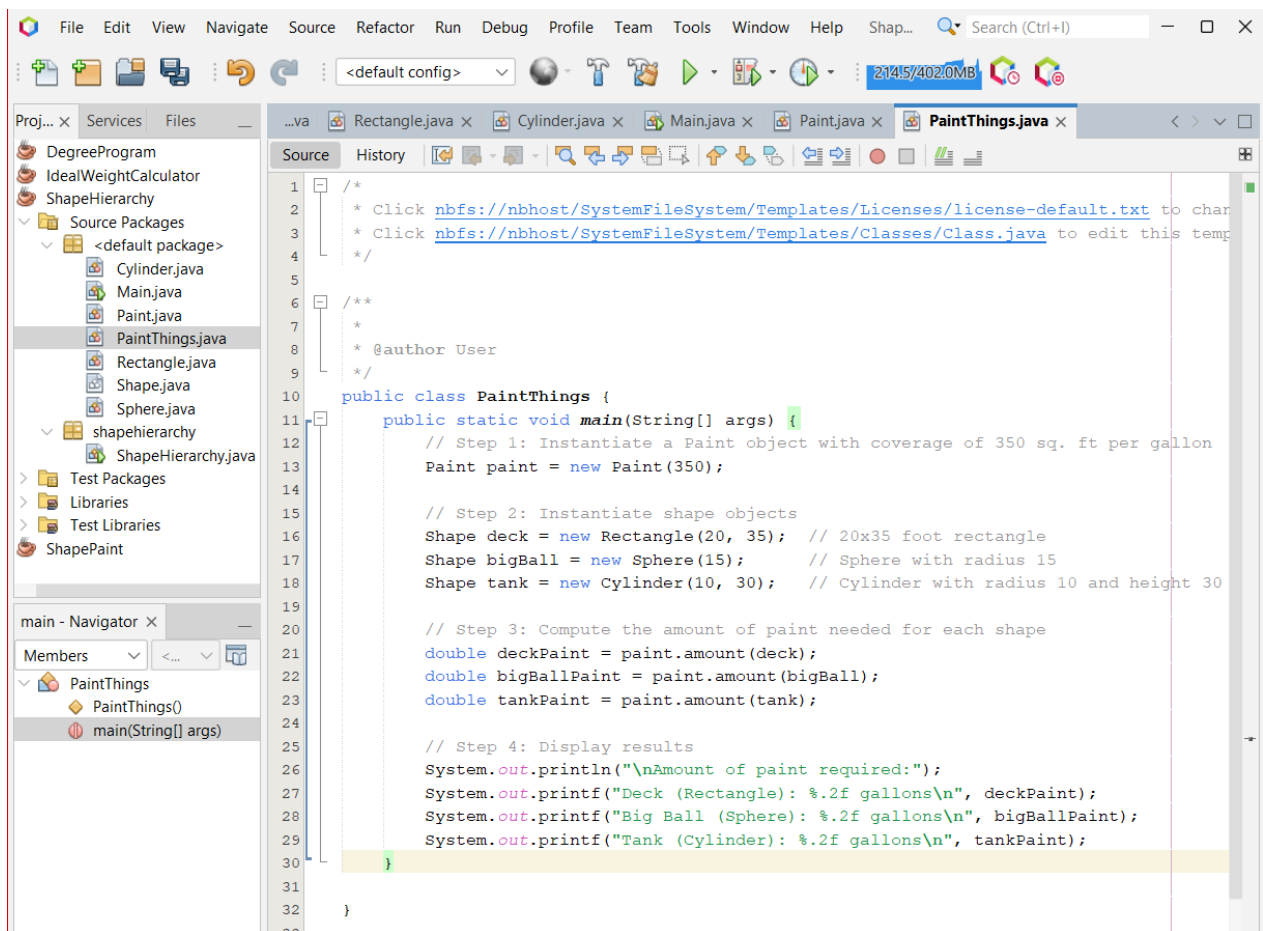 File Edit View Navigate Source Refactor Run Debug Profile Team Tools Window Help Shap... Search (Ctrl+I)
<default config> 214.5/402.0MB
Proj... Services Files
DegreeProgram
IdealWeightCalculator
ShapeHierarchy
Source Packages
<default package>
Cylinder.java
Main.java
Paint.java
PaintThings.java
Rectangle.java
Shape.java
Sphere.java
shapehierarchy
ShapeHierarchy.java
Test Packages
Libraries
Test Libraries
ShapePaint
main - Navigator
Members <...
PaintThings
PaintThings()
main(String[] args)
...va Rectangle.java Cylinder.java Main.java Paint.java PaintThings.java
Source History
1 /*
2 * Click nbfs://nbhost/SystemFileSystem/Templates/Licenses/license-default.txt to chan
3 * Click nbfs://nbhost/SystemFileSystem/Templates/Classes/Class.java to edit this temp
4 */
5
6 /**
7 *
8 * @author User
9 */
10 public class PaintThings {
11 public static void main(String[] args) {
12 // Step 1: Instantiate a Paint object with coverage of 350 sq. ft per gallon
13 Paint paint = new Paint(350);
14
15 // Step 2: Instantiate shape objects
16 Shape deck = new Rectangle(20, 35); // 20x35 foot rectangle
17 Shape bigBall = new Sphere(15); // Sphere with radius 15
18 Shape tank = new Cylinder(10, 30); // Cylinder with radius 10 and height 30
19
20 // Step 3: Compute the amount of paint needed for each shape
21 double deckPaint = paint.amount(deck);
22 double bigBallPaint = paint.amount(bigBall);
23 double tankPaint = paint.amount(tank);
24
25 // Step 4: Display results
26 System.out.println("\nAmount of paint required:");
27 System.out.printf("Deck (Rectangle): %.2f gallons\n", deckPaint);
28 System.out.printf("Big Ball (Sphere): %.2f gallons\n", bigBallPaint);
29 System.out.printf("Tank (Cylinder): %.2f gallons\n", tankPaint);
30 }
31
32 }